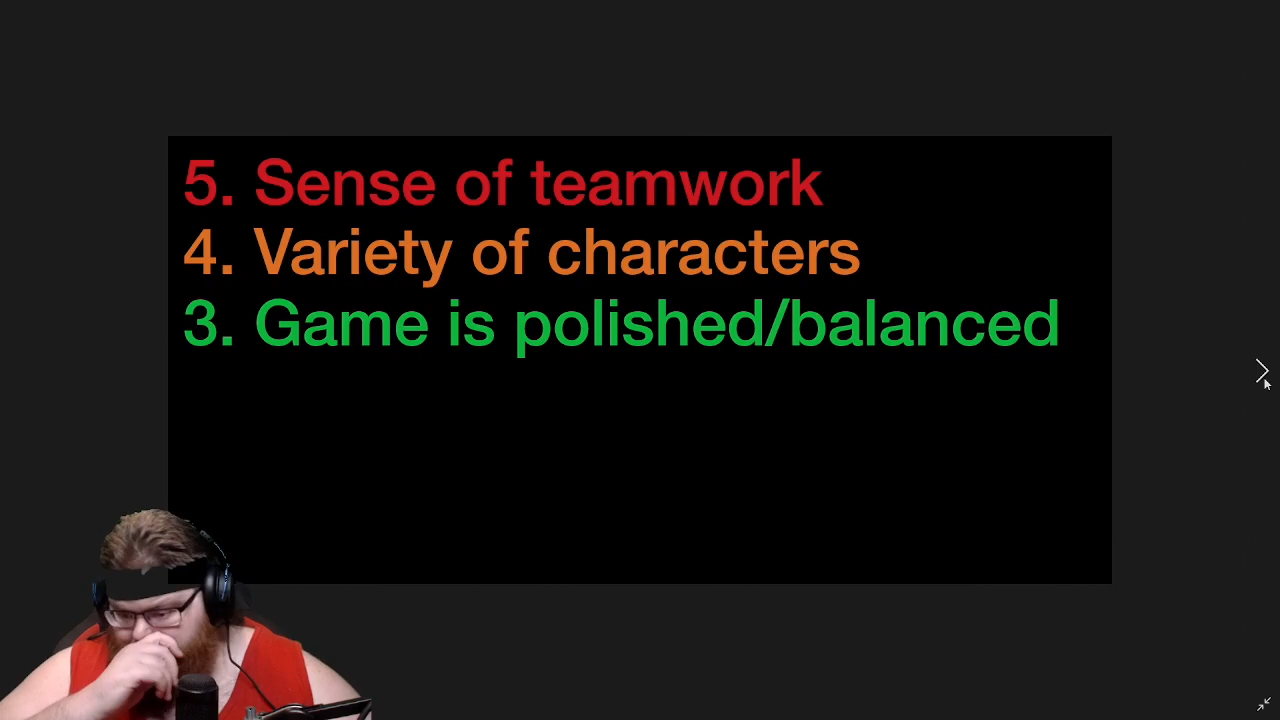 5. Sense of teamwork
4. Variety of characters
3. Game is polished/balanced